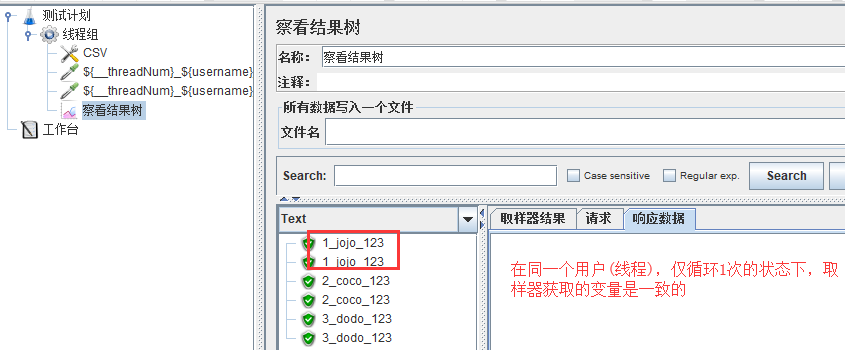 测试计划
线程组
CSV
${__threadNum}_${username}
${__threadNum}_${username}
察看结果树
工作台
察看结果树
名称： 察看结果树
注释：
所有数据写入一个文件
文件名
Search: Case sensitive Regular exp. Search
Text
取样器结果 请求 响应数据
1_jojo_123
1_jojo_123
2_coco_123
2_coco_123
3_dodo_123
3_dodo_123
在同一个用户(线程)，仅循环1次的状态下，取
样器获取的变量是一致的